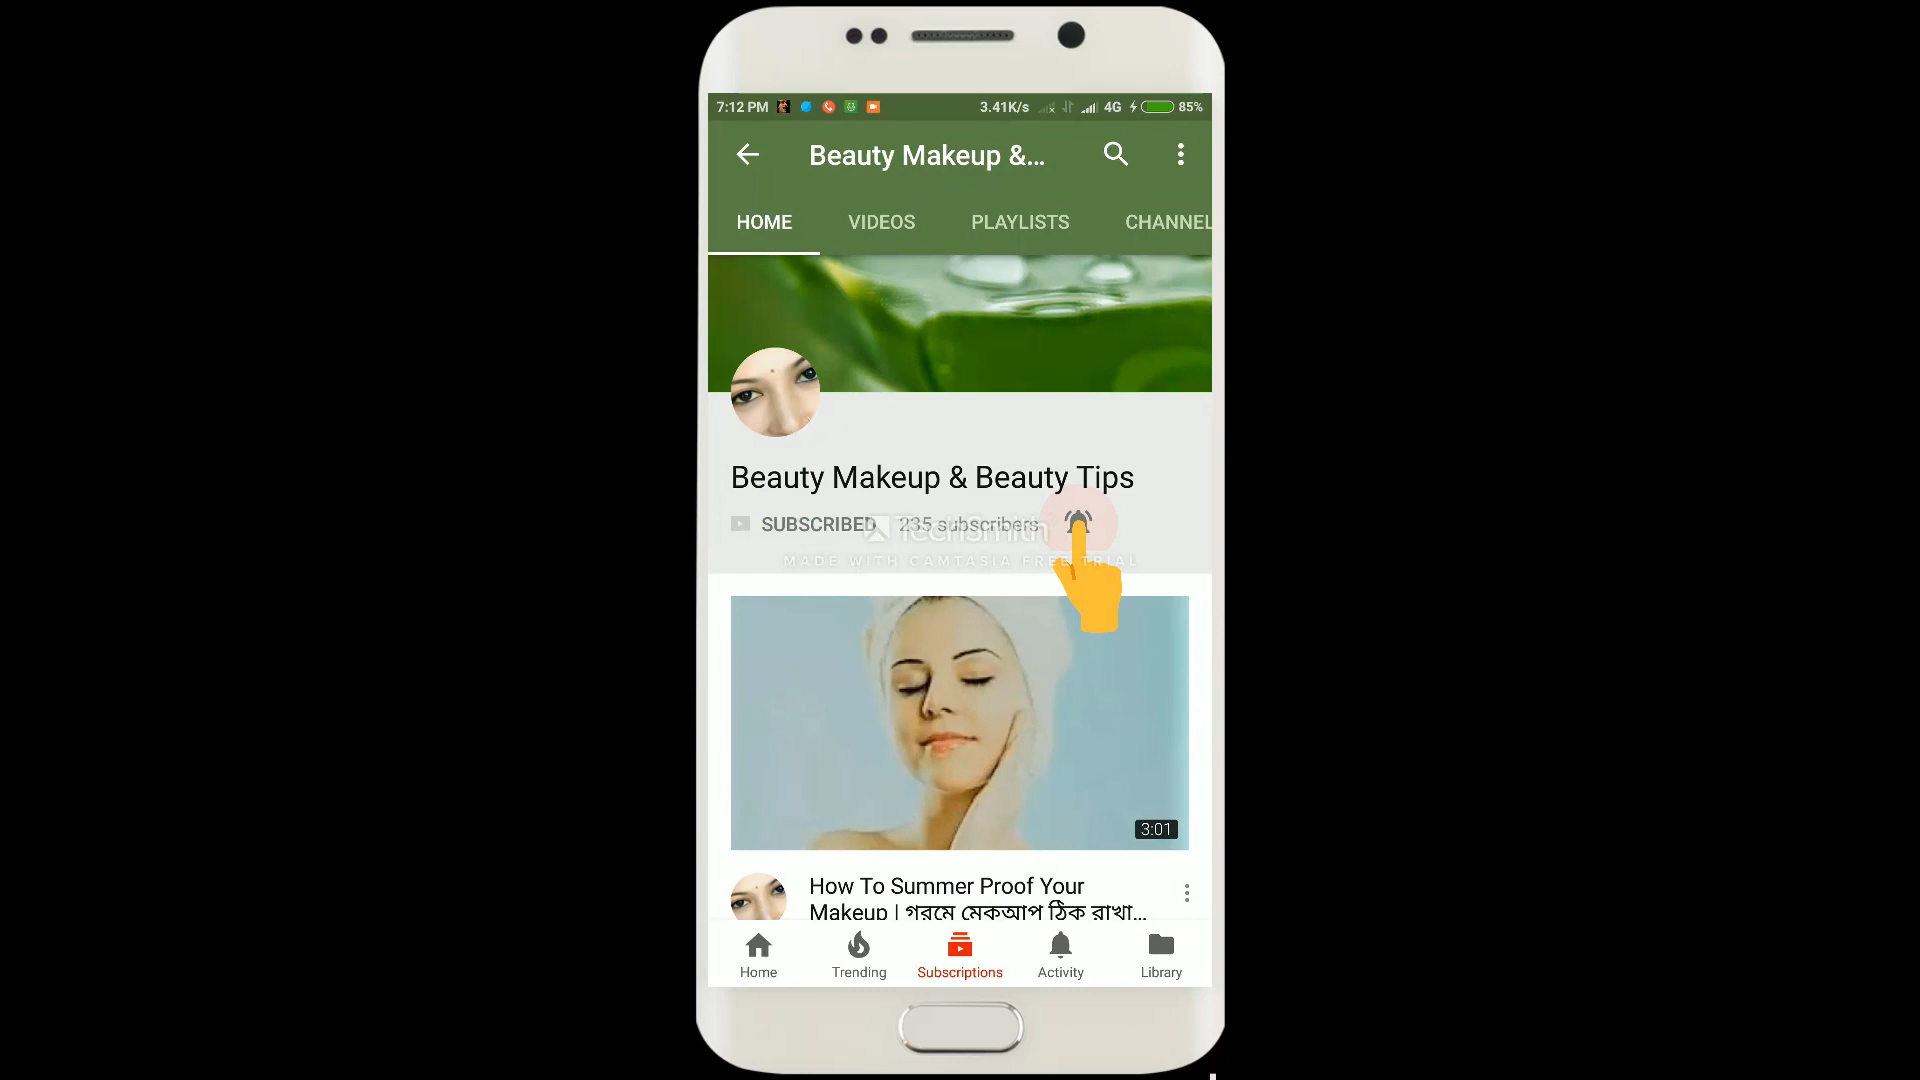 7:12 PM 3.41K/s 4G 85%
Beauty Makeup &...
HOME VIDEOS PLAYLISTS CHANNEL
Beauty Makeup & Beauty Tips
SUBSCRIBED 235 subscribers
TechSmith
MADE WITH CAMTASIA FREE TRIAL
3:01
How To Summer Proof Your
Makeup | গরমে মেকআপ ঠিক রাখা...
Home Trending Subscriptions Activity Library